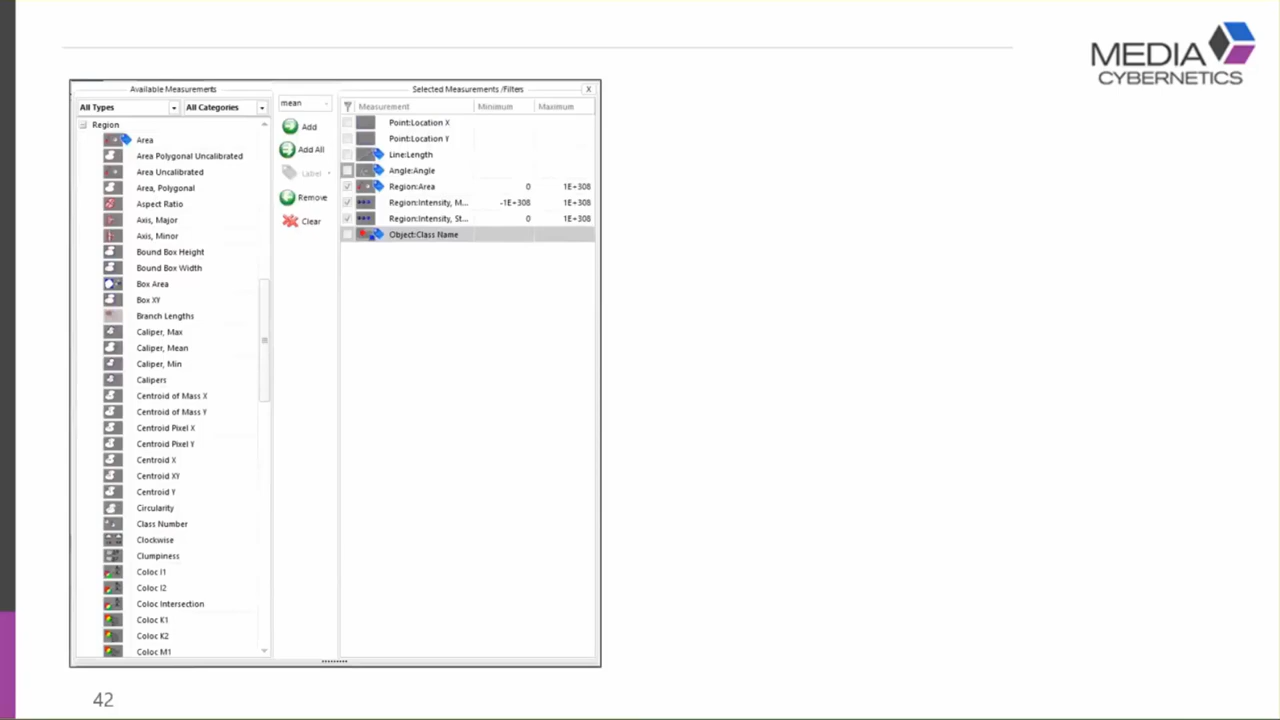 MEDIA
CYBERNETICS
Available Measurements
All Types
All Categories
Region
Area
Area Polygonal Uncalibrated
Area Uncalibrated
Area, Polygonal
Aspect Ratio
Axis, Major
Axis, Minor
Bound Box Height
Bound Box Width
Box Area
Box XY
Branch Lengths
Caliper, Max
Caliper, Mean
Caliper, Min
Calipers
Centroid of Mass X
Centroid of Mass Y
Centroid Pixel X
Centroid Pixel Y
Centroid X
Centroid XY
Centroid Y
Circularity
Class Number
Clockwise
Clumpiness
Coloc I1
Coloc I2
Coloc Intersection
Coloc K1
Coloc K2
Coloc M1
mean
Add
Add All
Label
Remove
Clear
Selected Measurements /Filters X
Measurement Minimum Maximum
Point:Location X
Point:Location Y
Line:Length
Angle:Angle
Region:Area 0 1E+308
Region:Intensity, M... -1E+308 1E+308
Region:Intensity, St... 0 1E+308
Object:Class Name
42